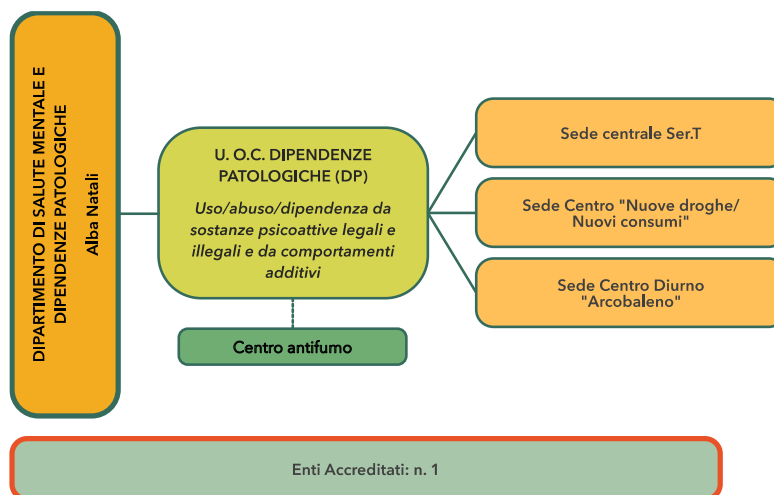 DIPARTIMENTO DI SALUTE MENTALE E
DIPENDENZE PATOLOGICHE
Alba Natali
U. O.C. DIPENDENZE
PATOLOGICHE (DP)
Uso/abuso/dipendenza da
sostanze psicoattive legali e
illegali e da comportamenti
additivi
Centro antifumo
Sede centrale Ser.T
Sede Centro "Nuove droghe/
Nuovi consumi"
Sede Centro Diurno
"Arcobaleno"
Enti Accreditati: n. 1